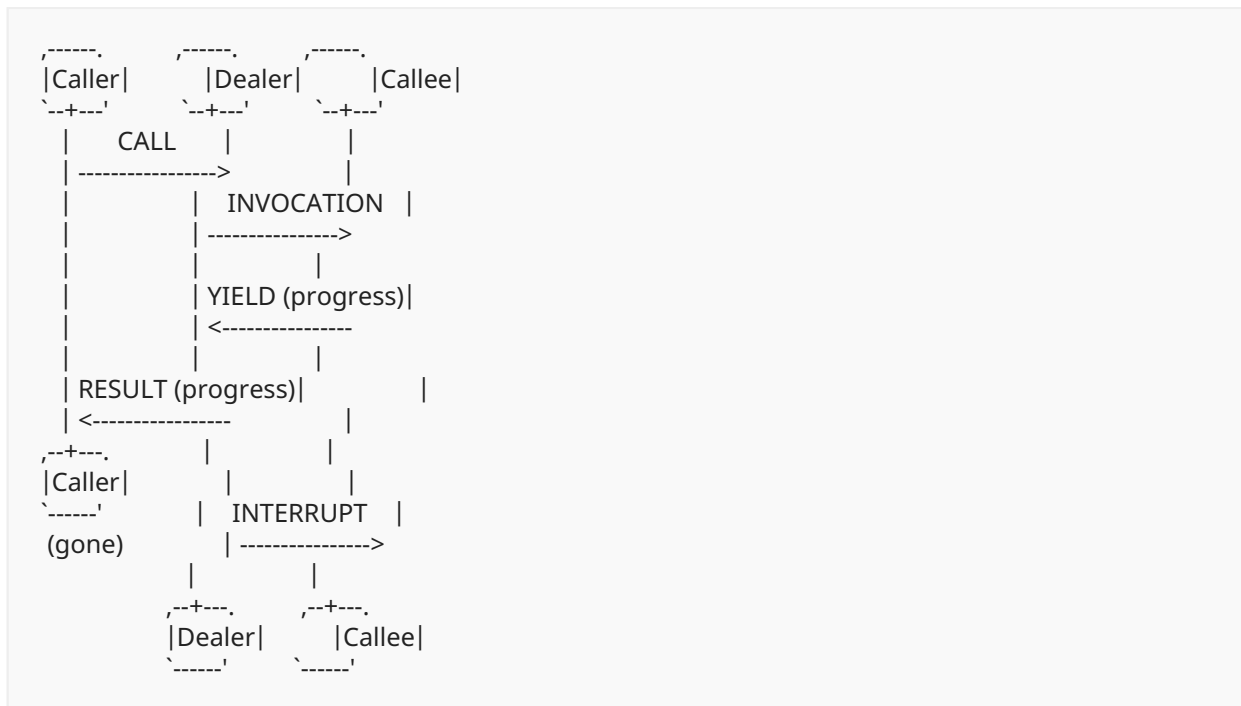 ,------.          ,------.          ,------.
|Caller|          |Dealer|          |Callee|
`--+---'          `--+---'          `--+---'
   |       CALL       |                 |
   | ----------------->                 |
   |                  |    INVOCATION   |
   |                  | ---------------->
   |                  |                 |
   |                  | YIELD (progress)|
   |                  | <----------------
   |                  |                 |
   | RESULT (progress)|                 |
   | <-----------------                 |
,--+---.              |                 |
|Caller|              |                 |
`------'              |    INTERRUPT    |
 (gone)               | ---------------->
                      |                 |
                   ,--+---.          ,--+---.
                   |Dealer|          |Callee|
                   `------'          `------'